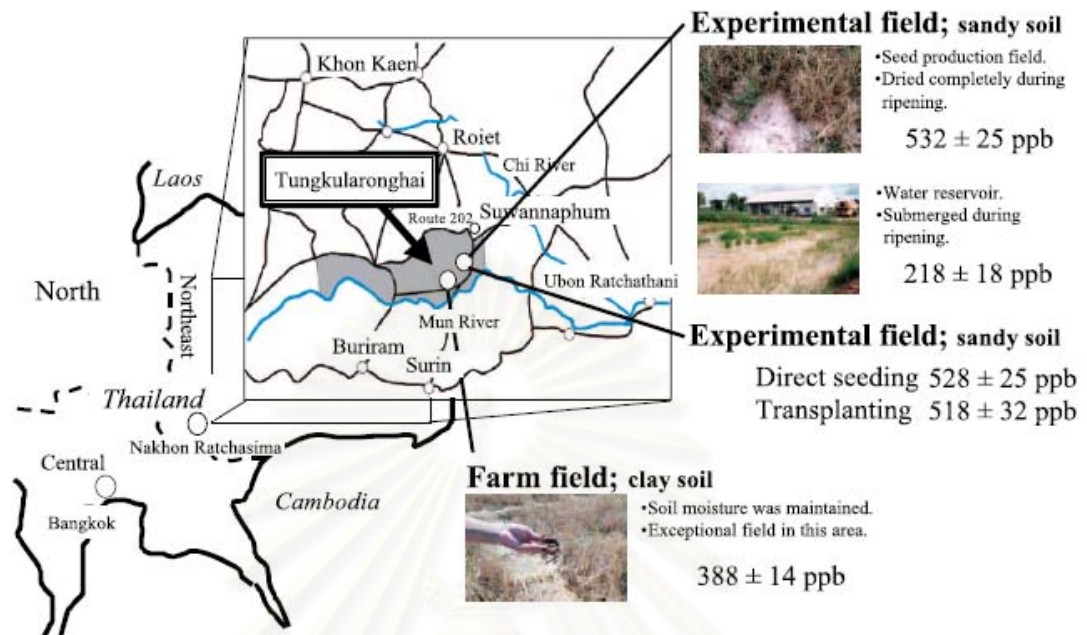 Experimental field; sandy soil
•Seed production field.
•Dried completely during
ripening.
532 ± 25 ppb
•Water reservoir.
•Submerged during
ripening.
218 ± 18 ppb
Khon Kaen
Roiet
Chi River
Tungkularonghai
Route 202
Suwannaphum
Ubon Ratchathani
Mun River
Buriram
Surin
Laos
North
Northeast
Thailand
Nakhon Ratchasima
Central
Bangkok
Cambodia
Experimental field; sandy soil
Direct seeding 528 ± 25 ppb
Transplanting 518 ± 32 ppb
Farm field; clay soil
•Soil moisture was maintained.
•Exceptional field in this area.
388 ± 14 ppb